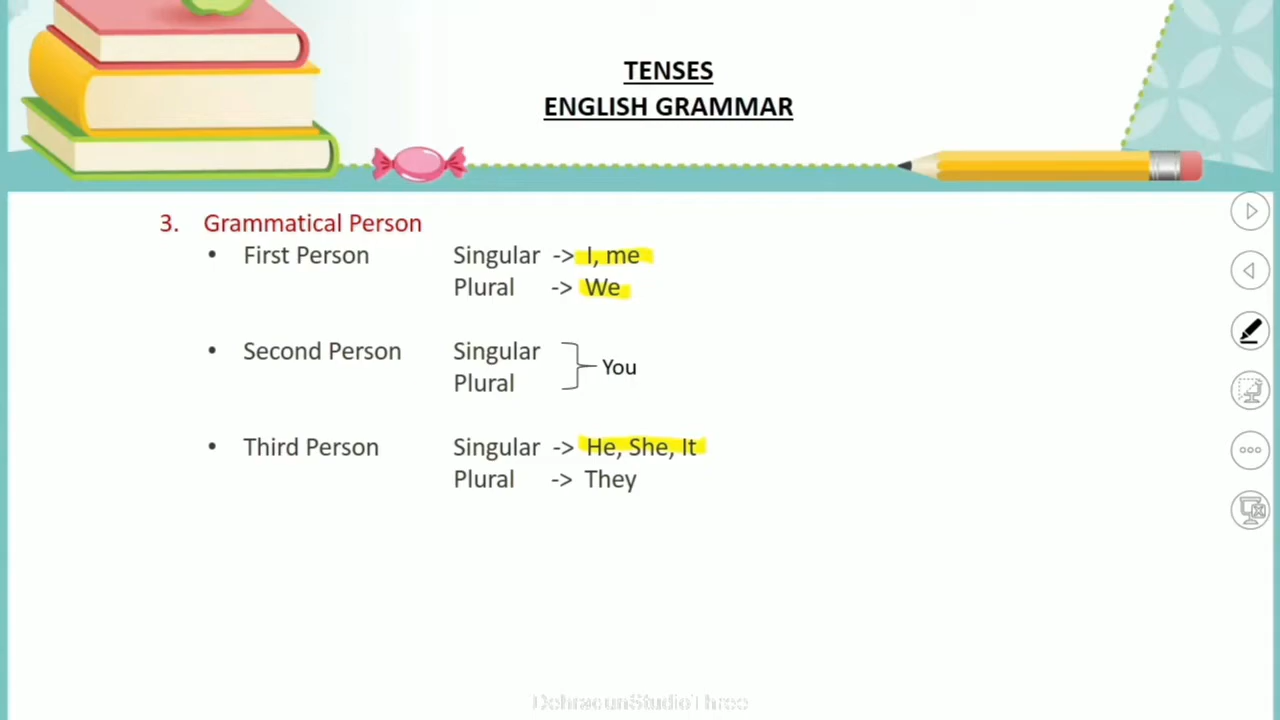 TENSES
ENGLISH GRAMMAR
3. Grammatical Person
• First Person Singular -> I, me
Plural -> We
• Second Person Singular
Plural
You
• Third Person Singular -> He, She, It
Plural -> They